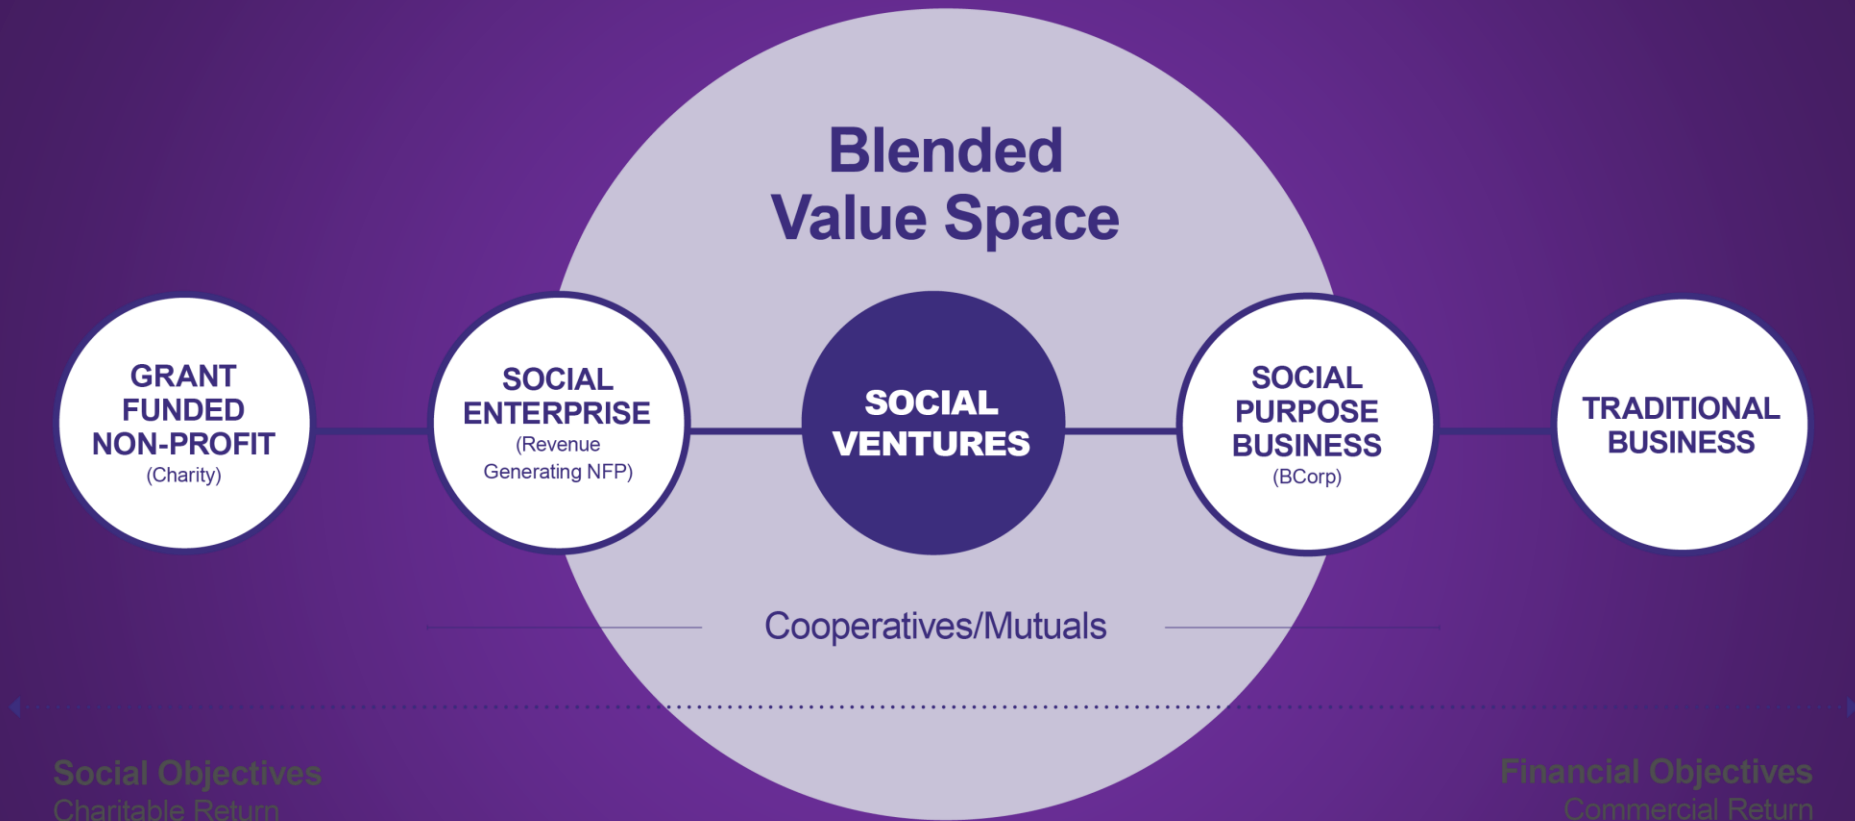 Blended
Value Space
GRANT
FUNDED
NON-PROFIT
(Charity)
SOCIAL
ENTERPRISE
(Revenue
Generating NFP)
SOCIAL
VENTURES
SOCIAL
PURPOSE
BUSINESS
(BCorp)
TRADITIONAL
BUSINESS
Cooperatives/Mutuals
Social Objectives
Charitable Return
Financial Objectives
Commercial Return